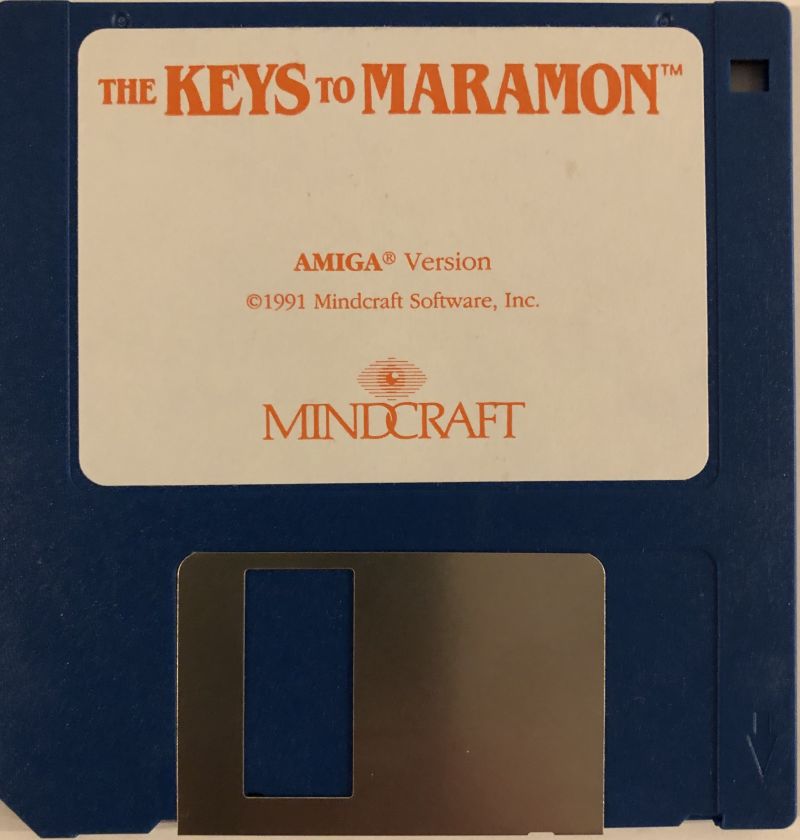 THE KEYS TO MARAMON™
AMIGA® Version
©1991 Mindcraft Software, Inc.
MINDCRAFT